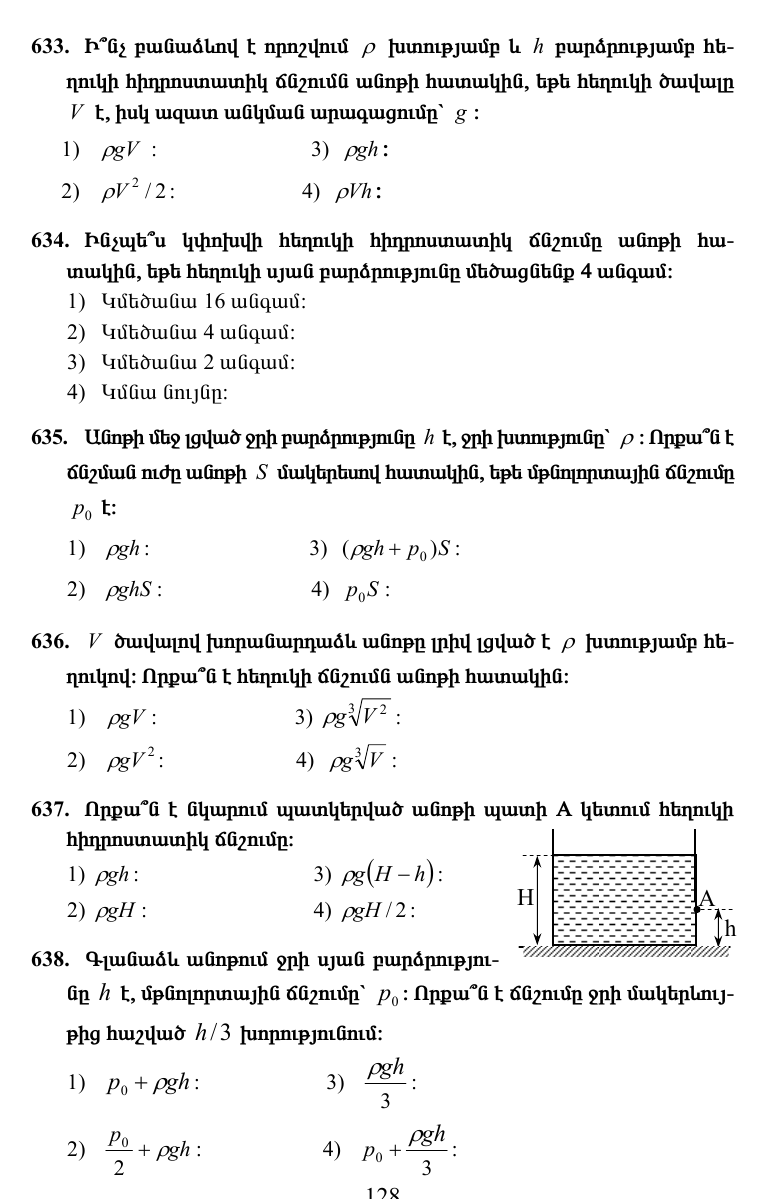 633. Ի՞նչ բանաձևով է որոշվում ρ խտությամբ և h բարձրությամբ հե-
ղուկի հիդրոստատիկ ճնշումն անոթի հատակին, եթե հեղուկի ծավալը
V է, իսկ ազատ անկման արագացումը՝ g :
1) ρgV : 3) ρgh :
2) ρV²/2: 4) ρVh :
634. Ինչպե՞ս կփոխվի հեղուկի հիդրոստատիկ ճնշումը անոթի հա-
տակին, եթե հեղուկի սյան բարձրությունը մեծացնենք 4 անգամ:
1) Կմեծանա 16 անգամ:
2) Կմեծանա 4 անգամ:
3) Կմեծանա 2 անգամ:
4) Կմնա նույնը:
635. Անոթի մեջ լցված ջրի բարձրությունը h է, ջրի խտությունը՝ ρ : Որքա՞ն է
ճնշման ուժը անոթի S մակերեսով հատակին, եթե մթնոլորտային ճնշումը
p₀ է:
1) ρgh : 3) (ρgh + p₀)S :
2) ρghS : 4) p₀S :
636. V ծավալով խորանարդաձև անոթը լրիվ լցված է ρ խտությամբ հե-
ղուկով: Որքա՞ն է հեղուկի ճնշումն անոթի հատակին:
1) ρgV : 3) ρg∛V² :
2) ρgV² : 4) ρg∛V :
637. Որքա՞ն է նկարում պատկերված անոթի պատի A կետում հեղուկի
հիդրոստատիկ ճնշումը:
1) ρgh : 3) ρg(H − h) :
2) ρgH : 4) ρgH / 2 :
H
A
h
638. Գլանաձև անոթում ջրի սյան բարձրությու-
նը h է, մթնոլորտային ճնշումը՝ p₀ : Որքա՞ն է ճնշումը ջրի մակերևույ-
թից հաշված h/3 խորությունում:
1) p₀ + ρgh : 3) ρgh/3 :
2) p₀/2 + ρgh : 4) p₀ + ρgh/3 :
128